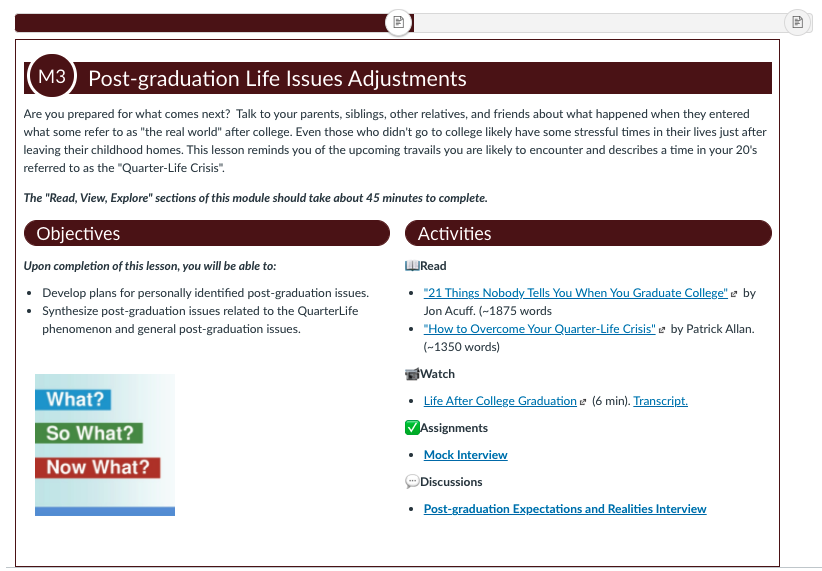 M3
Post-graduation Life Issues Adjustments
Are you prepared for what comes next?  Talk to your parents, siblings, other relatives, and friends about what happened when they entered
what some refer to as "the real world" after college. Even those who didn't go to college likely have some stressful times in their lives just after
leaving their childhood homes. This lesson reminds you of the upcoming travails you are likely to encounter and describes a time in your 20's
referred to as the "Quarter-Life Crisis".
The "Read, View, Explore" sections of this module should take about 45 minutes to complete.
Objectives
Upon completion of this lesson, you will be able to:
• Develop plans for personally identified post-graduation issues.
• Synthesize post-graduation issues related to the QuarterLife
phenomenon and general post-graduation issues.
What?
So What?
Now What?
Activities
📖Read
• "21 Things Nobody Tells You When You Graduate College" by
Jon Acuff. (~1875 words
• "How to Overcome Your Quarter-Life Crisis" by Patrick Allan.
(~1350 words)
📹Watch
• Life After College Graduation (6 min). Transcript.
✅Assignments
• Mock Interview
💬Discussions
• Post-graduation Expectations and Realities Interview